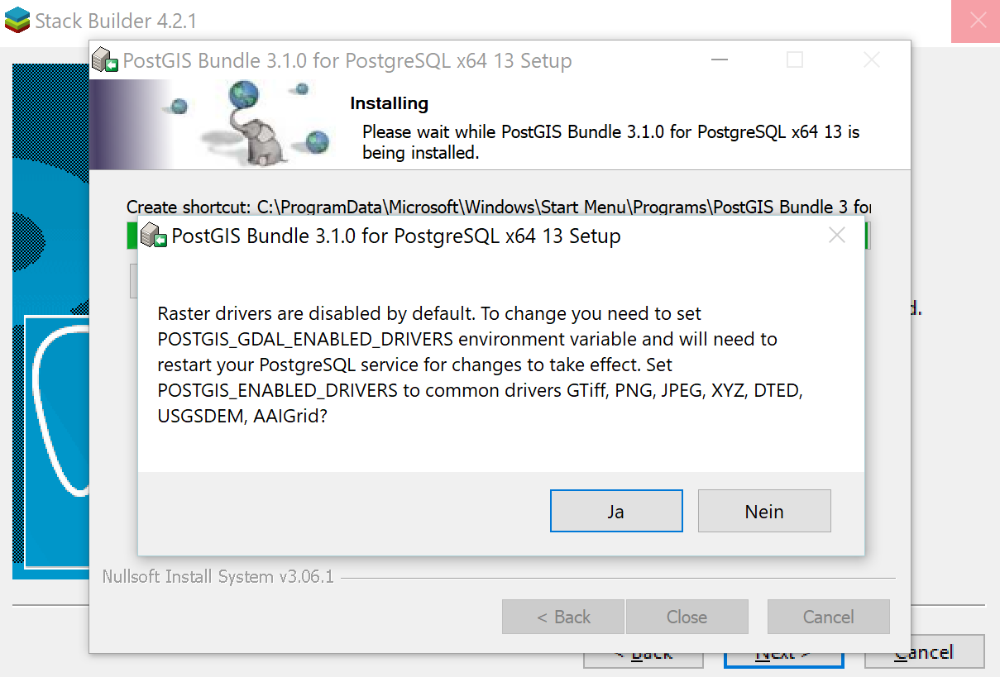 Stack Builder 4.2.1
PostGIS Bundle 3.1.0 for PostgreSQL x64 13 Setup
Installing
Please wait while PostGIS Bundle 3.1.0 for PostgreSQL x64 13 is
being installed.
Create shortcut: C:\ProgramData\Microsoft\Windows\Start Menu\Programs\PostGIS Bundle 3 for
PostGIS Bundle 3.1.0 for PostgreSQL x64 13 Setup
Raster drivers are disabled by default. To change you need to set
POSTGIS_GDAL_ENABLED_DRIVERS environment variable and will need to
restart your PostgreSQL service for changes to take effect. Set
POSTGIS_ENABLED_DRIVERS to common drivers GTiff, PNG, JPEG, XYZ, DTED,
USGSDEM, AAIGrid?
Ja Nein
Nullsoft Install System v3.06.1
< Back Close Cancel
< Back Next > Cancel